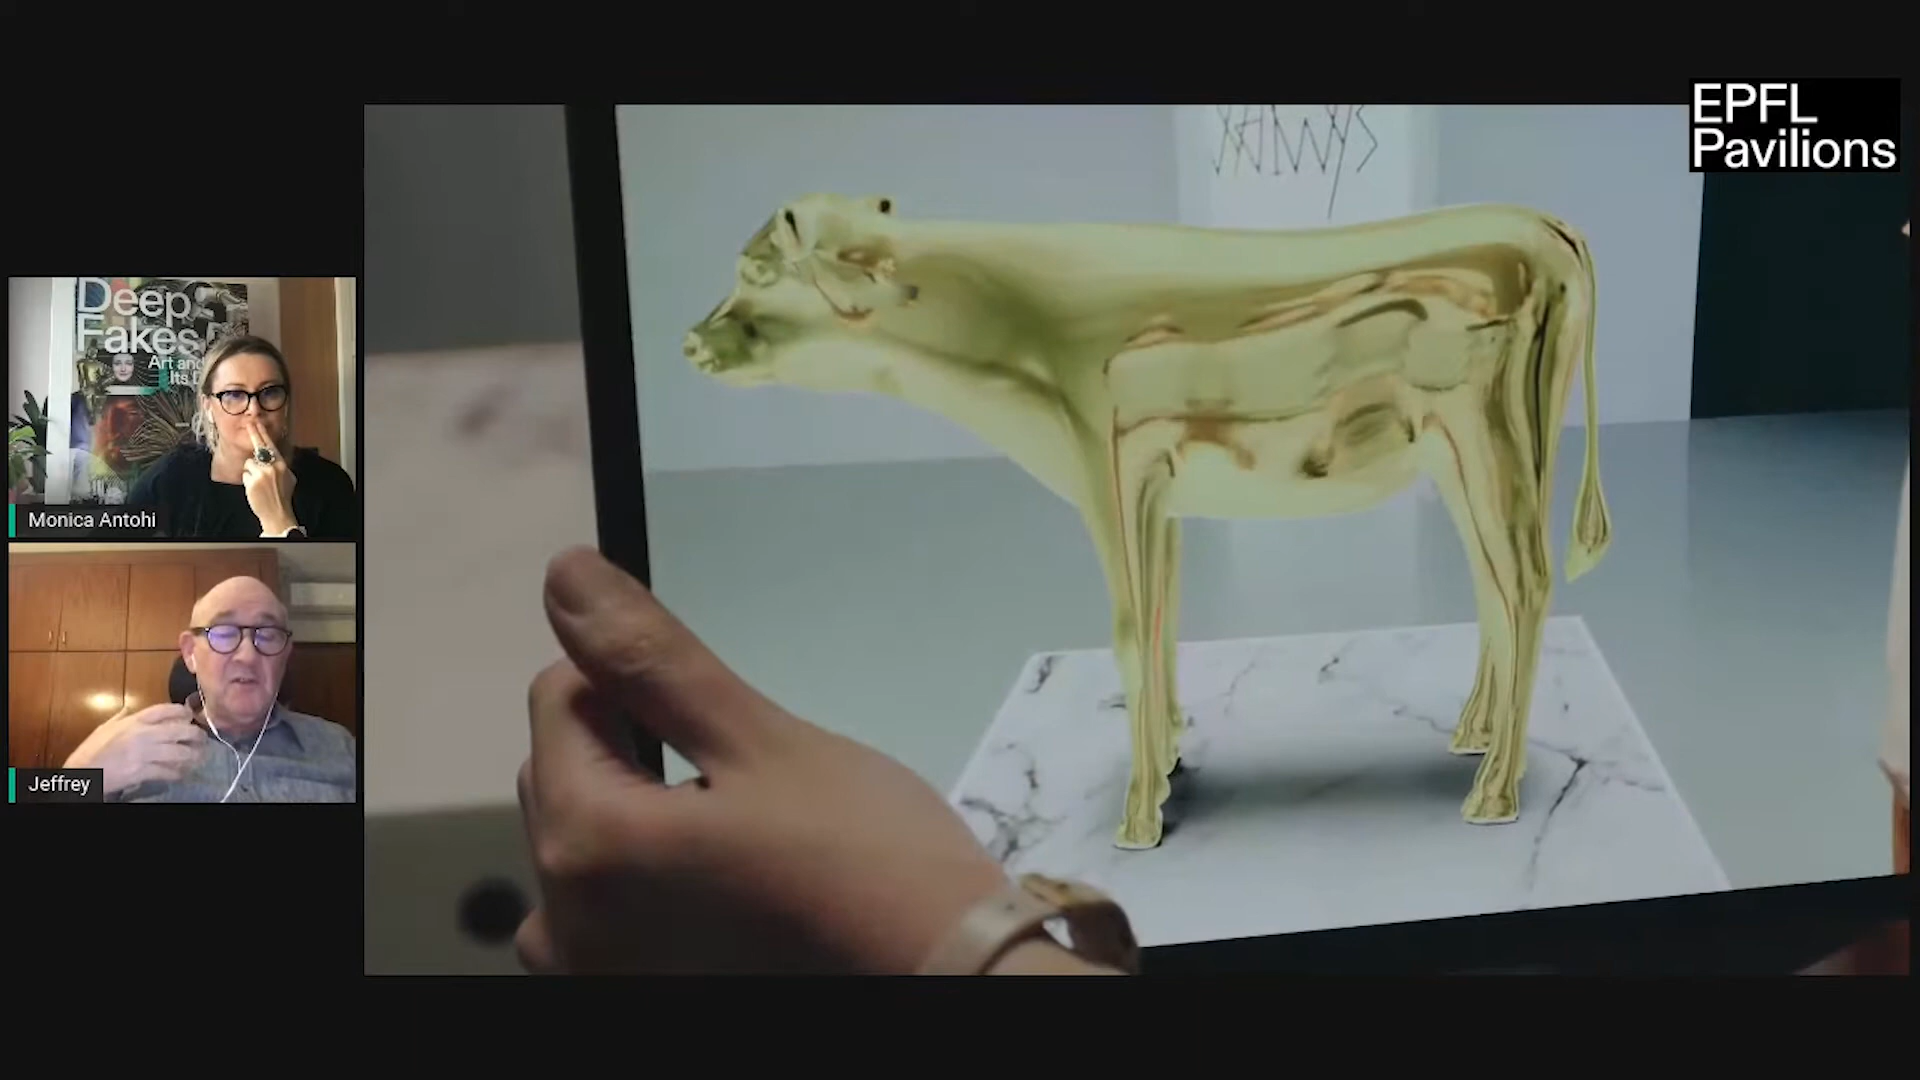 EPFL
Pavilions
Deep
Fakes
Art and
Its D
Monica Antohi
Jeffrey